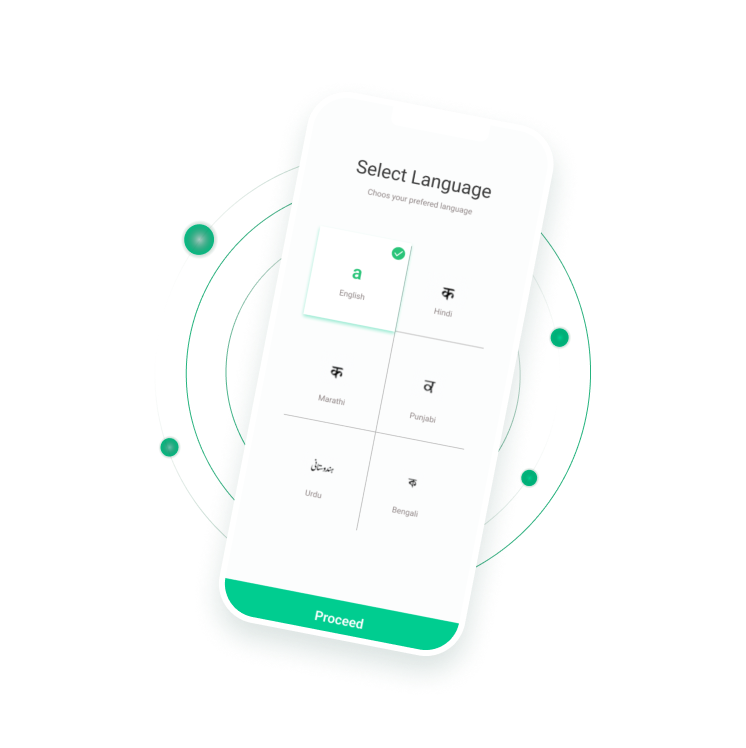 Select Language
Choos your prefered language
a
English
क
Hindi
क
Marathi
ਕ
Punjabi
ہندوستانی
Urdu
ক
Bengali
Proceed